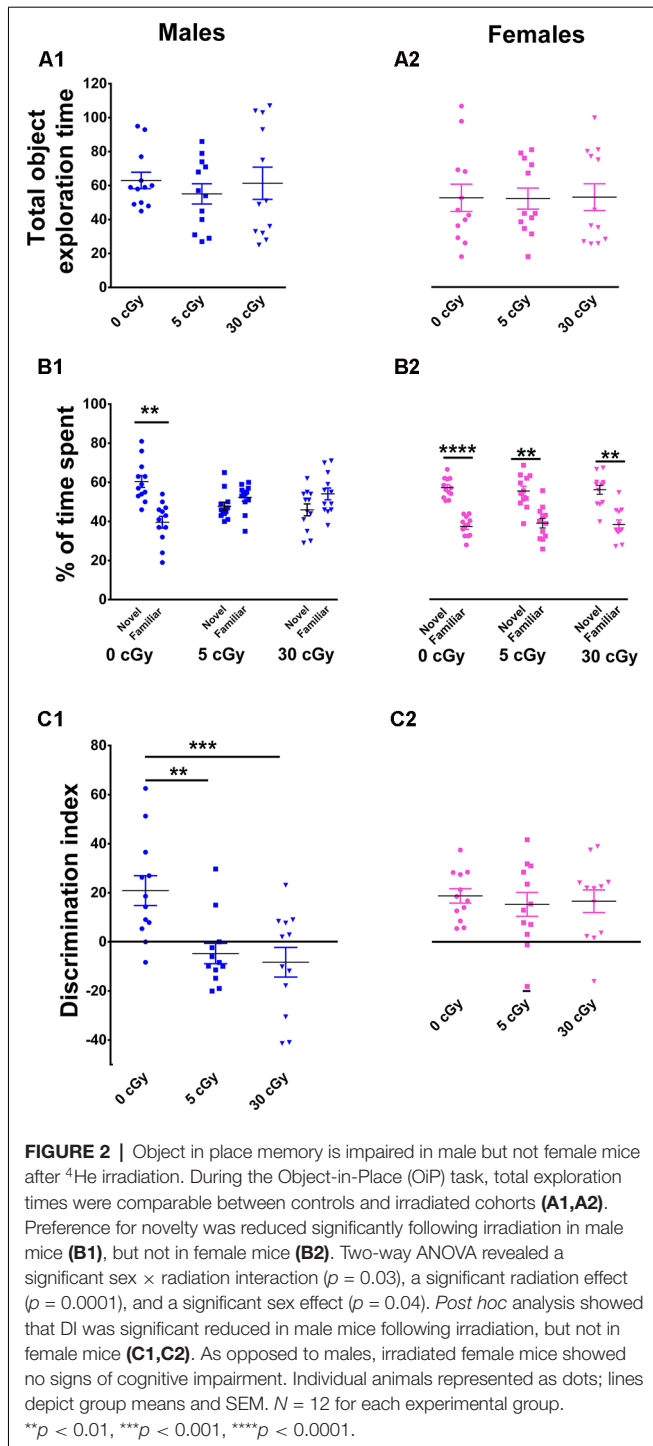 Males
Females
A1
A2
Total object
exploration time
120
100
80
60
40
20
0
0 cGy
5 cGy
30 cGy
0 cGy
5 cGy
30 cGy
B1
B2
% of time spent
100
80
60
40
20
0
**
****
**
**
Novel
Familiar
Novel
Familiar
Novel
Familiar
0 cGy
5 cGy
30 cGy
Novel
Familiar
Novel
Familiar
Novel
Familiar
0 cGy
5 cGy
30 cGy
C1
C2
Discrimination index
80
60
40
20
0
-20
-40
***
**
0 cGy
5 cGy
30 cGy
0 cGy
5 cGy
30 cGy
FIGURE 2 | Object in place memory is impaired in male but not female mice
after ⁴He irradiation. During the Object-in-Place (OiP) task, total exploration
times were comparable between controls and irradiated cohorts (A1,A2).
Preference for novelty was reduced significantly following irradiation in male
mice (B1), but not in female mice (B2). Two-way ANOVA revealed a
significant sex × radiation interaction (p = 0.03), a significant radiation effect
(p = 0.0001), and a significant sex effect (p = 0.04). Post hoc analysis showed
that DI was significant reduced in male mice following irradiation, but not in
female mice (C1,C2). As opposed to males, irradiated female mice showed
no signs of cognitive impairment. Individual animals represented as dots; lines
depict group means and SEM. N = 12 for each experimental group.
**p < 0.01, ***p < 0.001, ****p < 0.0001.